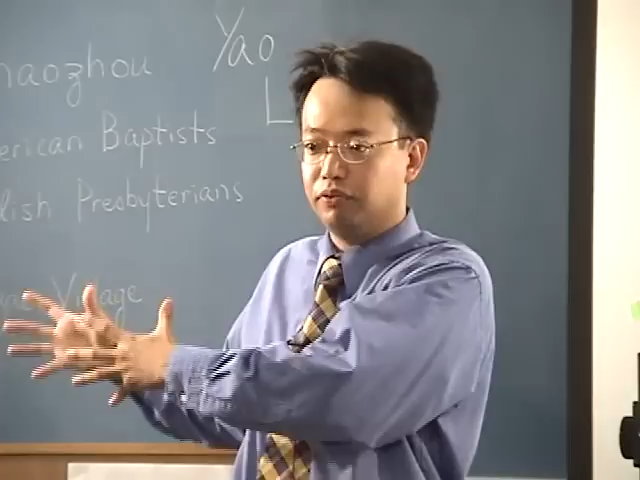 Yao
haozhou
L
erican Baptists
lish Presbyterians
Village